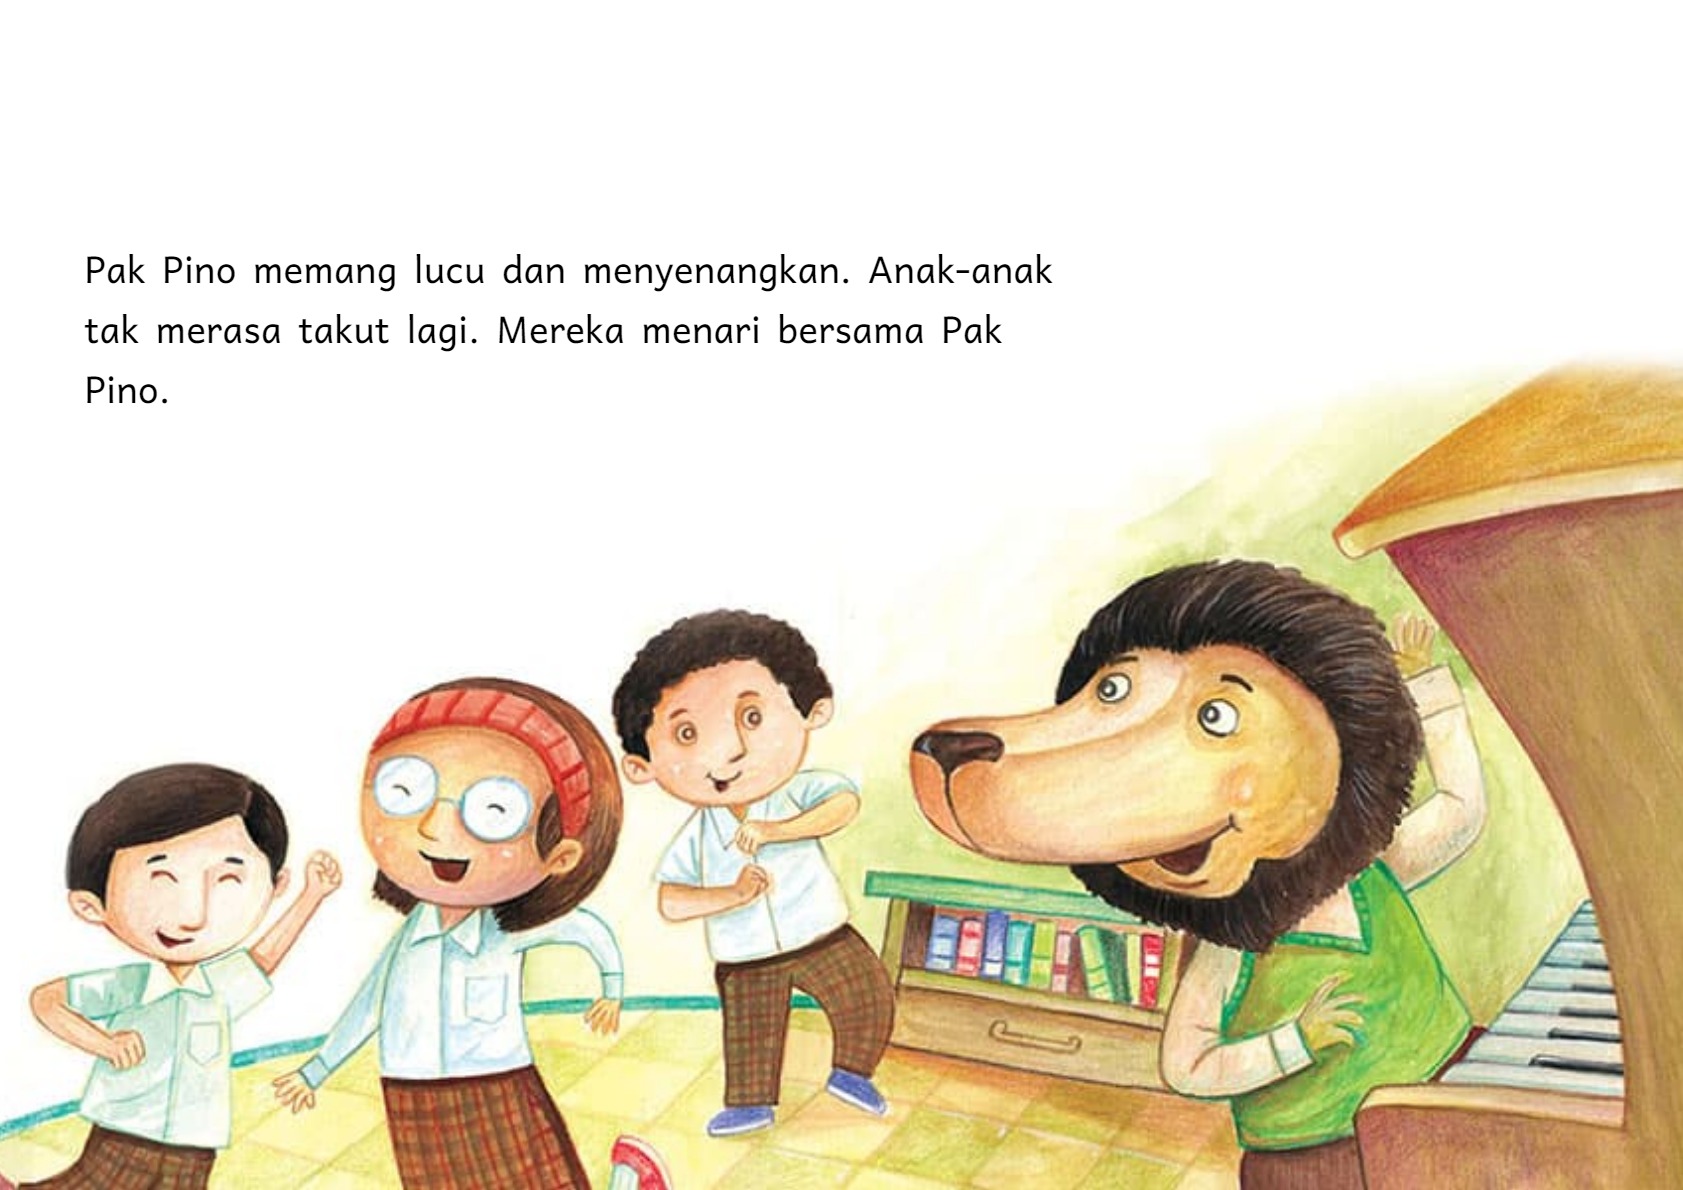 Pak Pino memang lucu dan menyenangkan. Anak-anak
tak merasa takut lagi. Mereka menari bersama Pak
Pino.